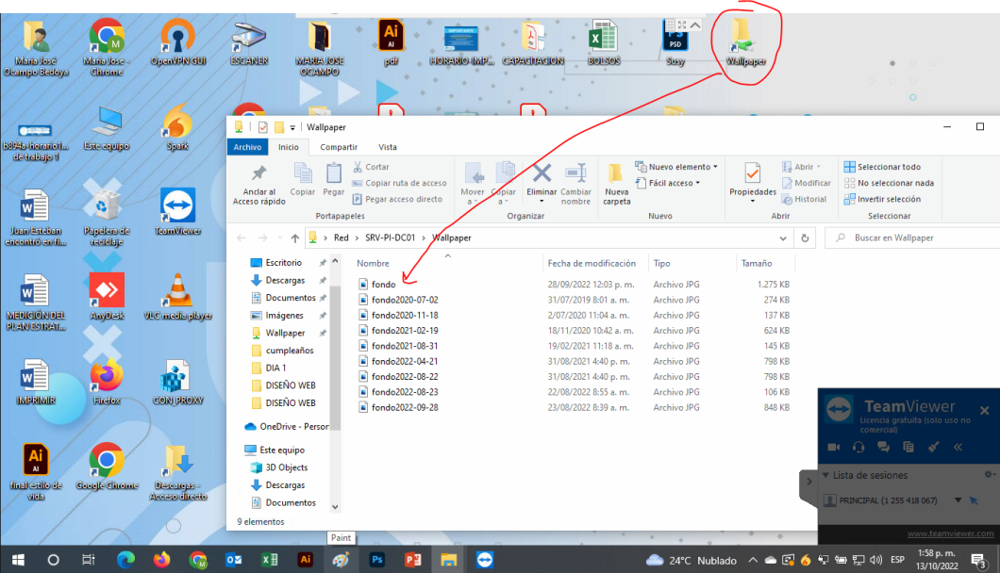 Maria José Ocampo Bedoya
Maria Jose - Chrome
OpenVPN GUI
ESCANER
MARIA JOSE OCAMPO
pdf
HORARIO-IMP...
CAPACITACION
BOLSOS
Susy
Wallpaper
de trabajo 1
Este equipo
Spark
Juan Esteban encontró en fi...
Papelera de reciclaje
TeamViewer
MEDICIÓN DEL PLAN ESTRAT...
AnyDesk
VLC media player
IMPRIMIR
Firefox
CON_PROXY
final estilo de vida
Google Chrome
Descargas - Acceso directo
Wallpaper
Archivo Inicio Compartir Vista
Anclar al Acceso rápido
Copiar
Pegar
Cortar
Copiar ruta de acceso
Pegar acceso directo
Mover a
Copiar a
Eliminar
Cambiar nombre
Nueva carpeta
Nuevo elemento
Fácil acceso
Propiedades
Abrir
Modificar
Historial
Seleccionar todo
No seleccionar nada
Invertir selección
Portapapeles Organizar Nuevo Abrir Seleccionar
Red > SRV-PI-DC01 > Wallpaper
Buscar en Wallpaper
Escritorio
Descargas
Documentos
Imágenes
Wallpaper
cumpleaños
DIA 1
DISEÑO WEB
DISEÑO WEB
OneDrive - Person
Este equipo
3D Objects
Descargas
Documentos
Nombre Fecha de modificación Tipo Tamaño
fondo 28/09/2022 12:03 p. m. Archivo JPG 1.275 KB
fondo2020-07-02 31/07/2019 8:01 a. m. Archivo JPG 274 KB
fondo2020-11-18 2/07/2020 11:04 a. m. Archivo JPG 137 KB
fondo2021-02-19 18/11/2020 10:42 a. m. Archivo JPG 624 KB
fondo2021-08-31 19/02/2021 11:18 a. m. Archivo JPG 145 KB
fondo2022-04-21 31/08/2021 4:40 p. m. Archivo JPG 798 KB
fondo2022-08-22 31/08/2021 4:40 p. m. Archivo JPG 798 KB
fondo2022-08-23 22/08/2022 8:55 a. m. Archivo JPG 106 KB
fondo2022-09-28 23/08/2022 8:39 a. m. Archivo JPG 848 KB
9 elementos
Paint
TeamViewer
Licencia gratuita (solo uso no comercial)
Lista de sesiones
PRINCIPAL (1 255 418 067)
www.teamviewer.com
24°C Nublado
ESP
1:58 p. m.
13/10/2022
3